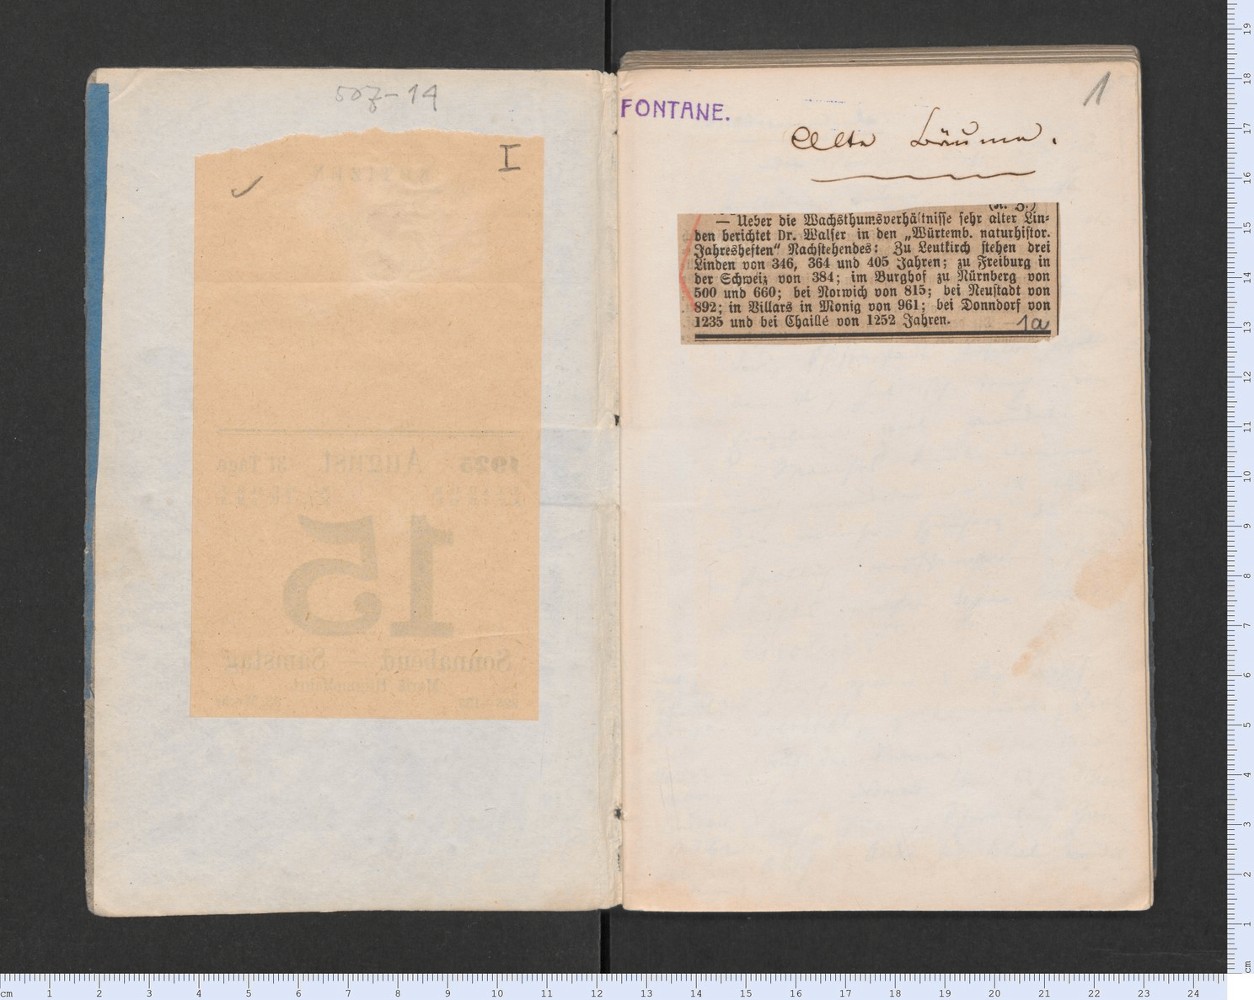 507-14
I
1925 August 31 Tage
15
Sonnabend — Samstag
FONTANE.
1
Alte Bäume.
— Ueber die Wachsthumsverhältnisse sehr alter Lin-
den berichtet Dr. Walser in den „Würtemb. naturhistor.
Jahresheften“ Nachstehendes: Zu Leutkirch stehen drei
Linden von 346, 364 und 405 Jahren; zu Freiburg in
der Schweiz von 384; im Burghof zu Nürnberg von
500 und 660; bei Norwich von 815; bei Neustadt von
892; in Villars in Monig von 961; bei Donndorf von
1235 und bei Chaillé von 1252 Jahren.
1a